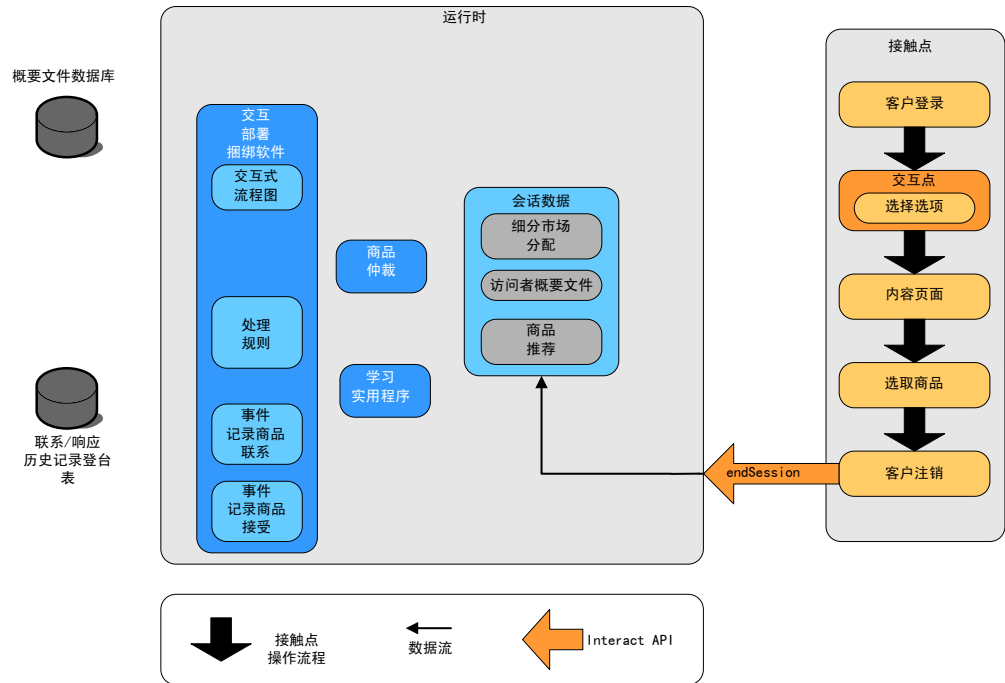 运行时
接触点
概要文件数据库
客户登录
交互
部署
捆绑软件
交互式
流程图
交互点
选择选项
会话数据
细分市场
分配
商品
仲裁
访问者概要文件
内容页面
处理
规则
商品
推荐
学习
实用程序
选取商品
事件
记录商品
联系
联系/响应
历史记录登台
表
endSession
客户注销
事件
记录商品
接受
接触点
操作流程
数据流
Interact API